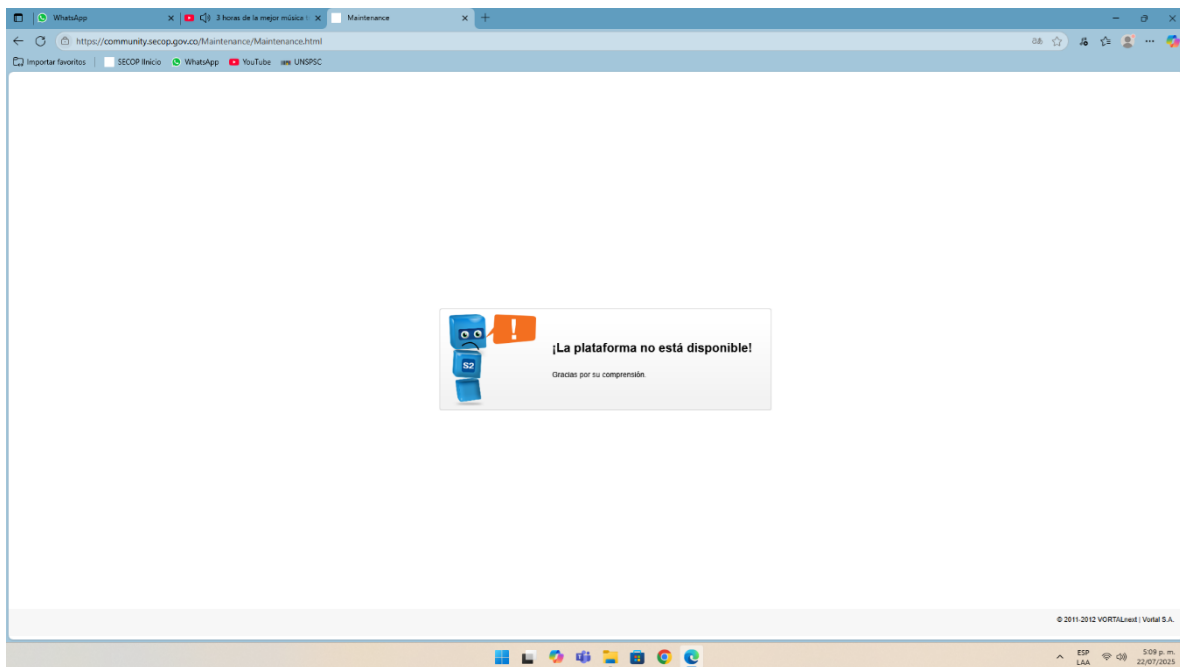 WhatsApp
3 horas de la mejor música
Maintenance
https://community.secop.gov.co/Maintenance/Maintenance.html
Importar favoritos
SECOP IInicio
WhatsApp
YouTube
UNSPSC
!
S2
¡La plataforma no está disponible!
Gracias por su comprensión.
© 2011-2012 VORTALnext | Vortal S.A.
ESP
LAA
5:09 p. m.
22/07/2025